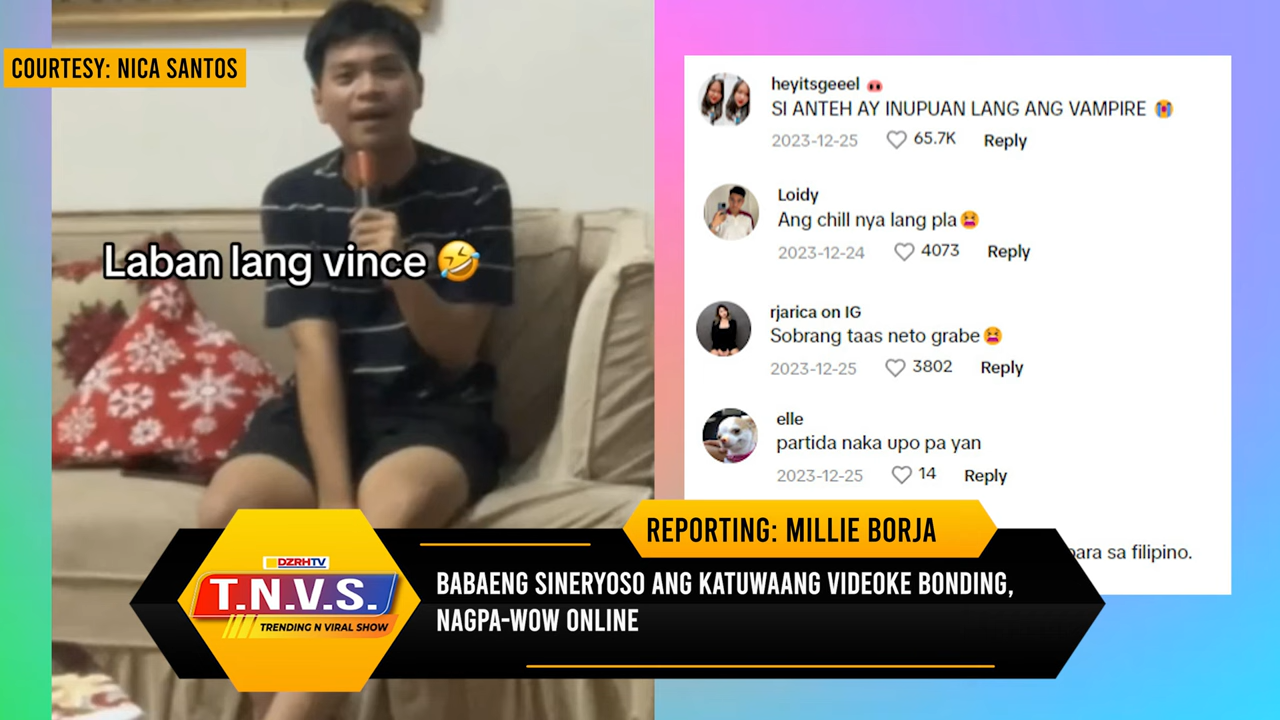 COURTESY: NICA SANTOS
Laban lang vince 🤣
heyitsgeeel 🐽
SI ANTEH AY INUPUAN LANG ANG VAMPIRE 😭
2023-12-25 65.7K Reply
Loidy
Ang chill nya lang pla😫
2023-12-24 4073 Reply
rjarica on IG
Sobrang taas neto grabe😫
2023-12-25 3802 Reply
elle
partida naka upo pa yan
2023-12-25 14 Reply
para sa filipino.
REPORTING: MILLIE BORJA
DZRHTV
T.N.V.S.
TRENDING N VIRAL SHOW
BABAENG SINERYOSO ANG KATUWAANG VIDEOKE BONDING,
NAGPA-WOW ONLINE